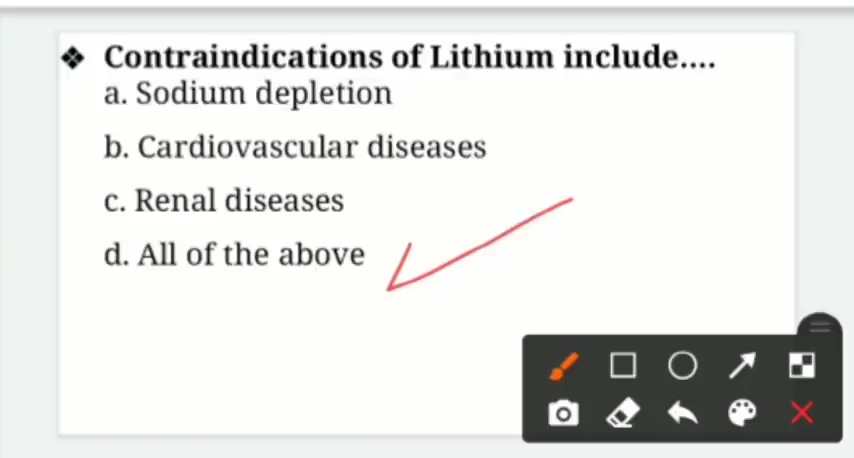 ❖ Contraindications of Lithium include....
a. Sodium depletion
b. Cardiovascular diseases
c. Renal diseases
d. All of the above